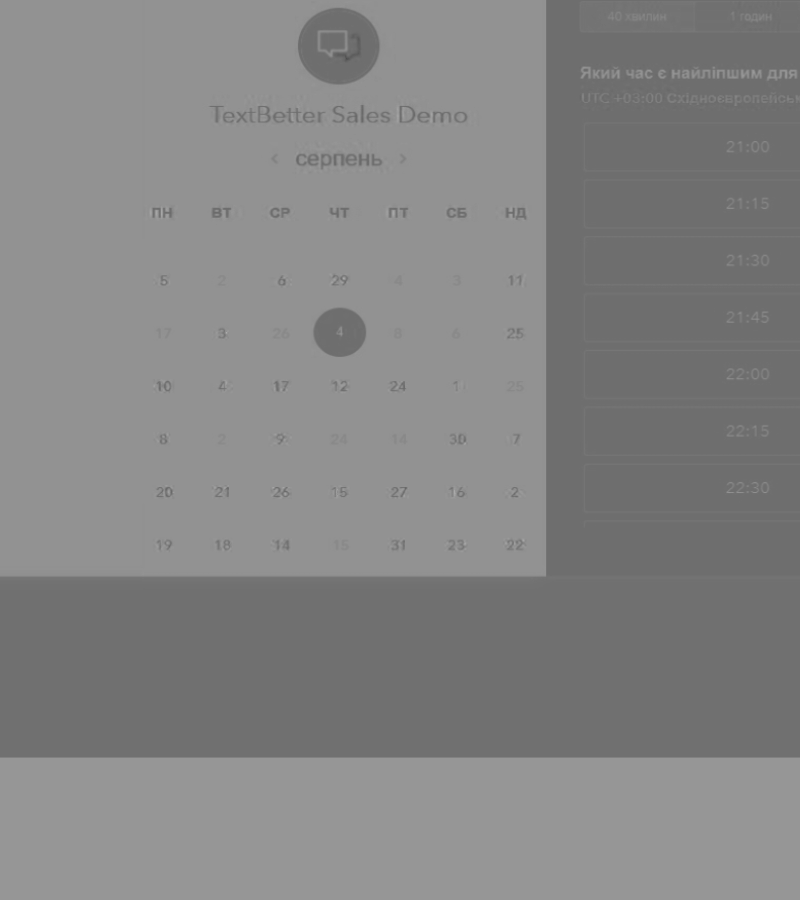 TextBetter Sales Demo
‹ серпень ›
ПН ВТ СР ЧТ ПТ СБ НД
5 2 6 29 4 3 11
17 3 26 4 8 6 25
10 4 17 12 24 1 25
8 2 9 24 14 30 7
20 21 26 15 27 16 2
19 18 14 15 31 23 22
40 хвилин 1 годин
Який час є найліпшим для
UTC +03:00
21:00
21:15
21:30
21:45
22:00
22:15
22:30